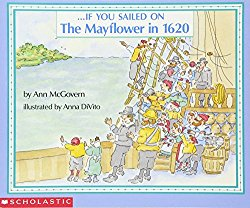 ...IF YOU SAILED ON
The Mayflower in 1620
by Ann McGovern
illustrated by Anna DiVito
SCHOLASTIC